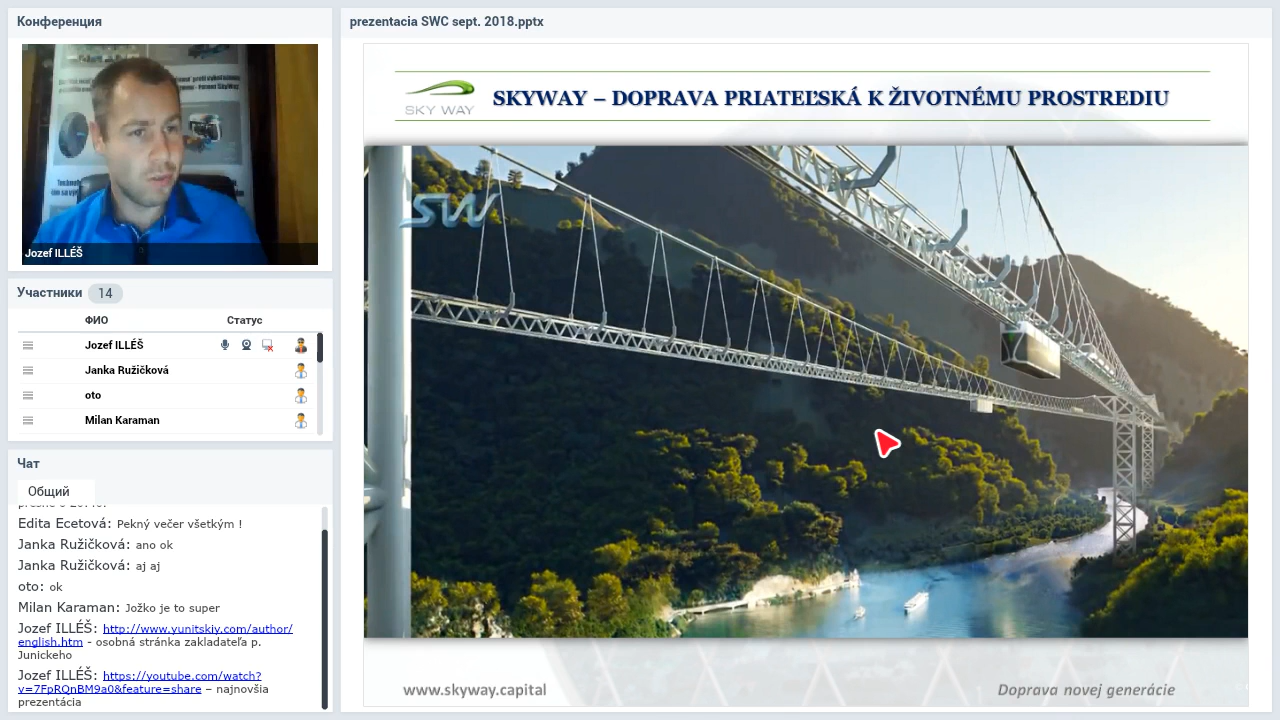 Конференция
Jozef ILLÉŠ
Участники 14
ФИО Статус
Jozef ILLÉŠ
Janka Ružičková
oto
Milan Karaman
Чат
Общий
Edita Ecetová: Pekný večer všetkým !
Janka Ružičková: ano ok
Janka Ružičková: aj aj
oto: ok
Milan Karaman: Jožko je to super
Jozef ILLÉŠ: http://www.yunitskiy.com/author/
english.htm - osobná stránka zakladateľa p.
Junickeho
Jozef ILLÉŠ: https://youtube.com/watch?
v=7FpRQnBM9a0&feature=share – najnovšia
prezentácia
prezentacia SWC sept. 2018.pptx
SKY WAY
SKYWAY – DOPRAVA PRIATEĽSKÁ K ŽIVOTNÉMU PROSTREDIU
SW
www.skyway.capital
Doprava novej generácie